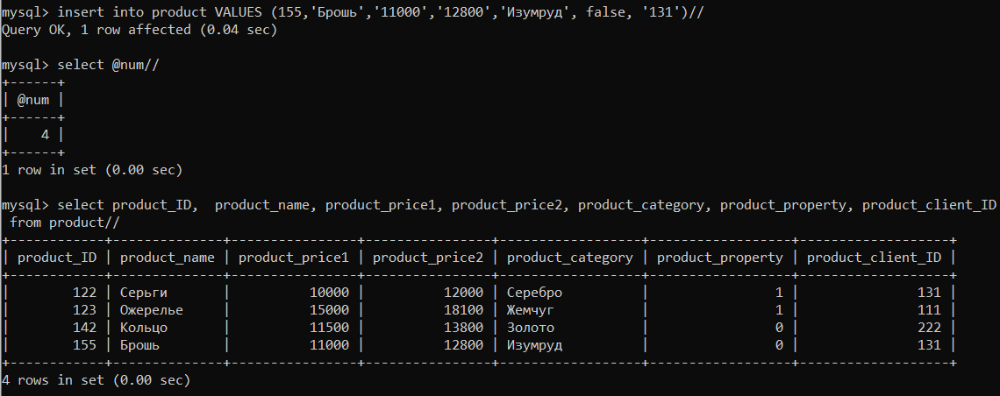 mysql> insert into product VALUES (155,'Брошь','11000','12800','Изумруд', false, '131')//
Query OK, 1 row affected (0.04 sec)
mysql> select @num//
+------+
| @num |
+------+
|    4 |
+------+
1 row in set (0.00 sec)
mysql> select product_ID,  product_name, product_price1, product_price2, product_category, product_property, product_client_ID
 from product//
+------------+--------------+----------------+----------------+------------------+------------------+-------------------+
| product_ID | product_name | product_price1 | product_price2 | product_category | product_property | product_client_ID |
+------------+--------------+----------------+----------------+------------------+------------------+-------------------+
|        122 | Серьги       |          10000 |          12000 | Серебро          |                1 |               131 |
|        123 | Ожерелье     |          15000 |          18100 | Жемчуг           |                1 |               111 |
|        142 | Кольцо       |          11500 |          13800 | Золото           |                0 |               222 |
|        155 | Брошь        |          11000 |          12800 | Изумруд          |                0 |               131 |
+------------+--------------+----------------+----------------+------------------+------------------+-------------------+
4 rows in set (0.00 sec)